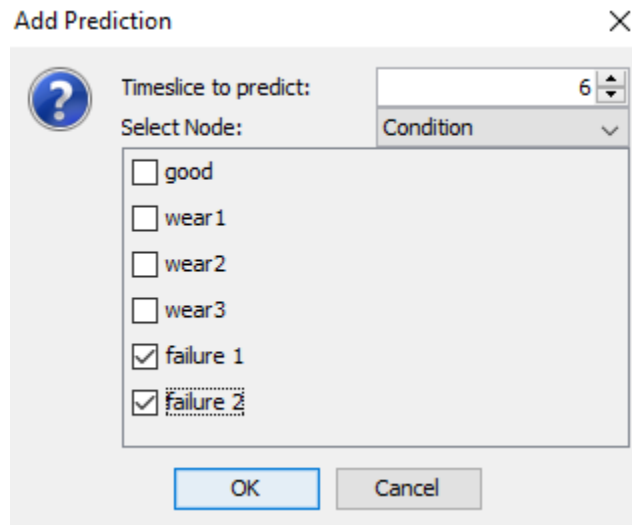 Add Prediction
Timeslice to predict: 6
Select Node: Condition
good
wear1
wear2
wear3
failure 1
failure 2
OK Cancel